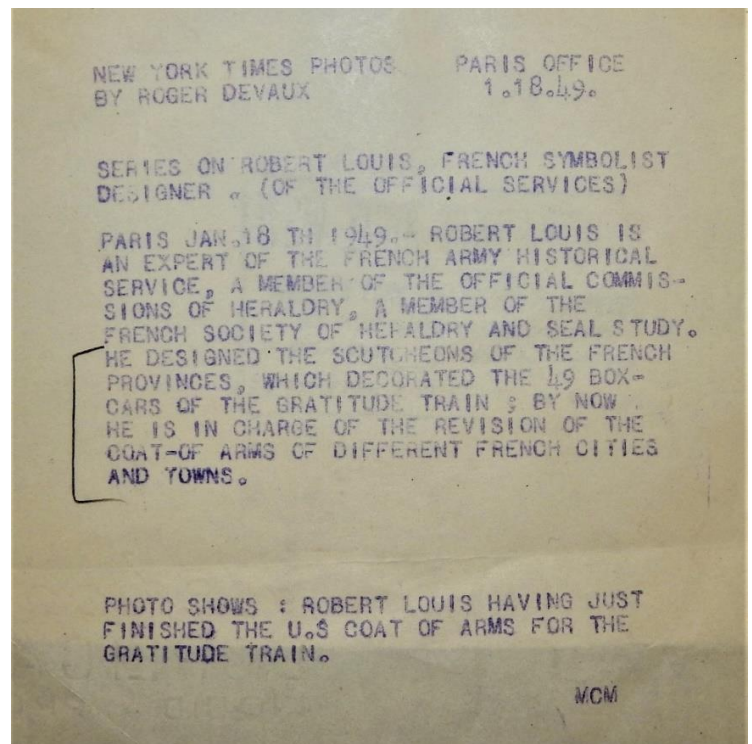 NEW YORK TIMES PHOTOS PARIS OFFICE
BY ROGER DEVAUX 1.18.49.
SERIES ON ROBERT LOUIS, FRENCH SYMBOLIST
DESIGNER . (OF THE OFFICIAL SERVICES)
PARIS JAN.18 TH 1949.- ROBERT LOUIS IS
AN EXPERT OF THE FRENCH ARMY HISTORICAL
SERVICE, A MEMBER OF THE OFFICIAL COMMIS-
SIONS OF HERALDRY, A MEMBER OF THE
FRENCH SOCIETY OF HERALDRY AND SEAL STUDY.
HE DESIGNED THE SCUTCHEONS OF THE FRENCH
PROVINCES, WHICH DECORATED THE 49 BOX-
CARS OF THE GRATITUDE TRAIN ; BY NOW .
HE IS IN CHARGE OF THE REVISION OF THE
COAT-OF ARMS OF DIFFERENT FRENCH CITIES
AND TOWNS.
PHOTO SHOWS : ROBERT LOUIS HAVING JUST
FINISHED THE U.S COAT OF ARMS FOR THE
GRATITUDE TRAIN.
MCM